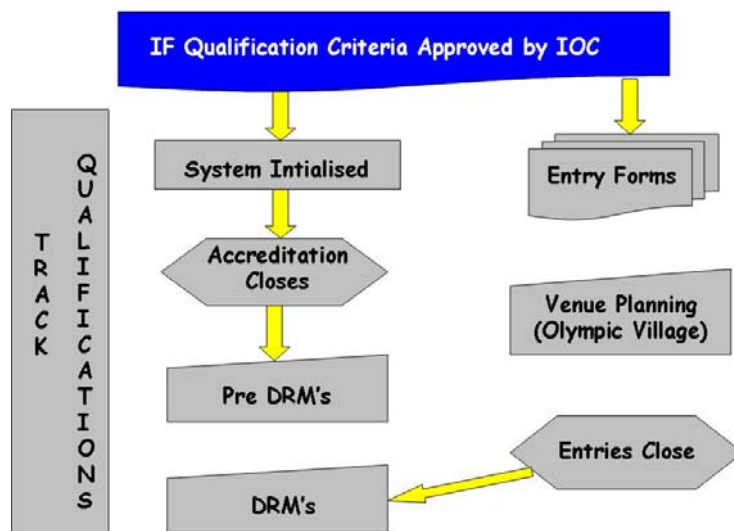 IF Qualification Criteria Approved by IOC
TRACK
QUALIFICATIONS
System Intialised
Entry Forms
Accreditation
Closes
Venue Planning
(Olympic Village)
Pre DRM's
Entries Close
DRM's